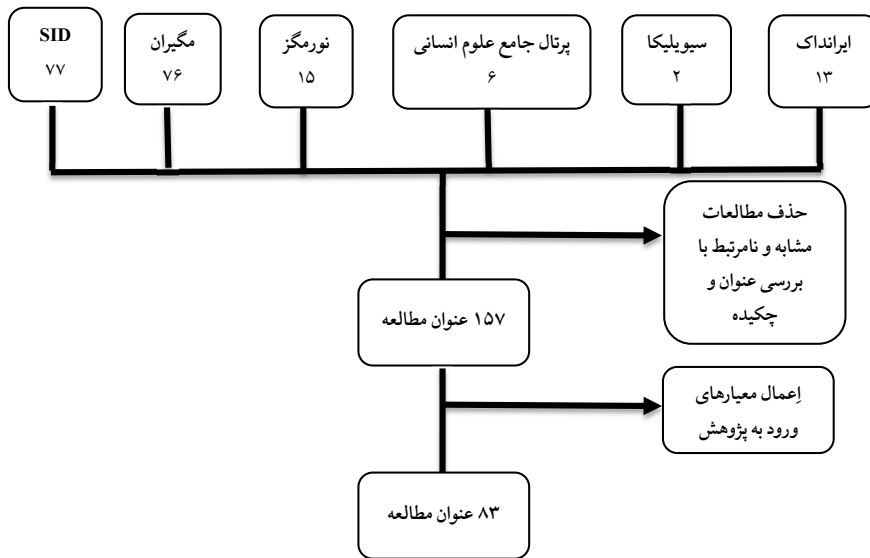 SID
۷۷
مگیران
۷۶
نورمگز
۱۵
پرتال جامع علوم انسانی
۶
سیویلیکا
۲
ایرانداک
۱۳
حذف مطالعات
مشابه و نامرتبط با
بررسی عنوان و
چکیده
۱۵۷ عنوان مطالعه
اِعمال معیارهای
ورود به پژوهش
۸۳ عنوان مطالعه